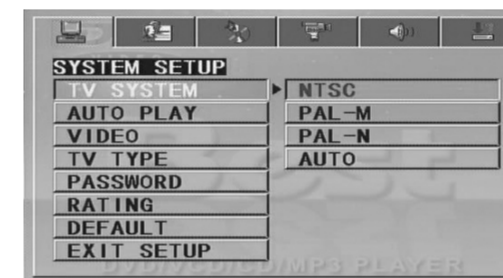 SYSTEM SETUP
TV SYSTEM
NTSC
AUTO PLAY
PAL-M
VIDEO
PAL-N
TV TYPE
AUTO
PASSWORD
RATING
DEFAULT
EXIT SETUP
DVD/VCD/CD/MP3 PLAYER